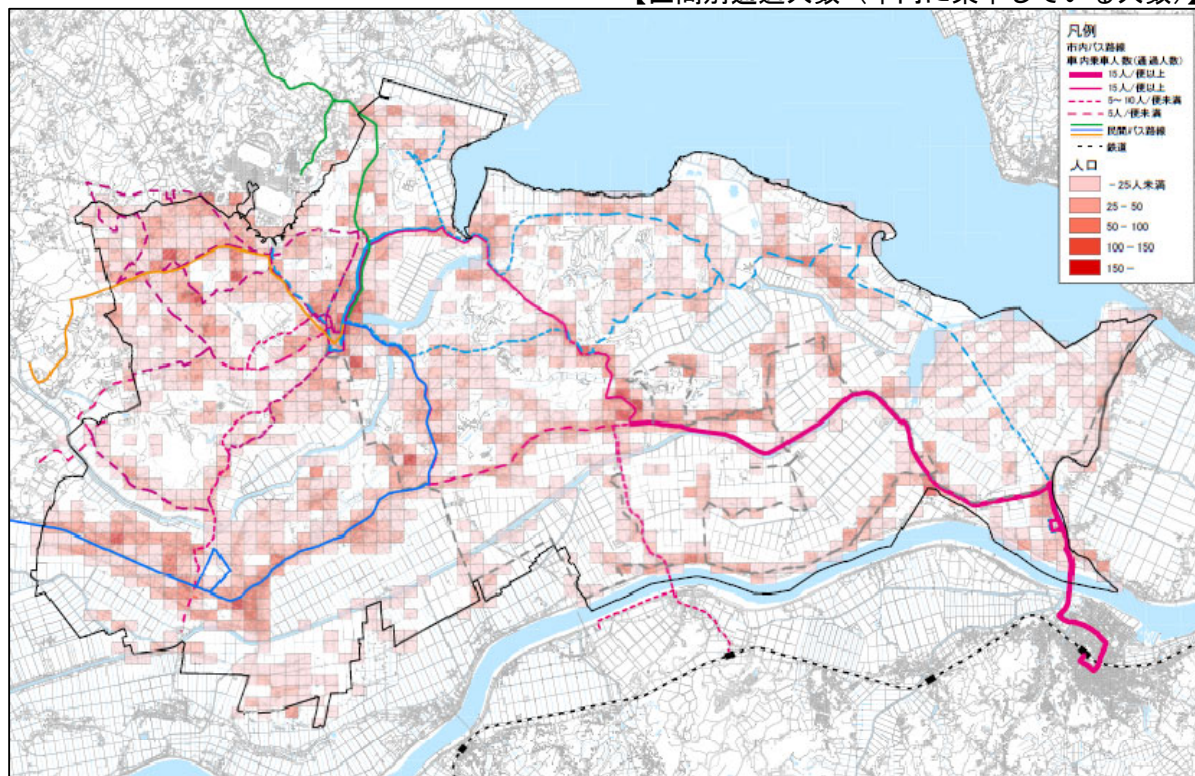 【区間別通過人数（車内に乗車している人数）】
凡例
市内バス路線
車内乗車人数(通過人数)
15人/便以上
15人/便以上
5～10人/便未満
5人/便未満
民間バス路線
鉄道
人口
-25人未満
25-50
50-100
100-150
150-